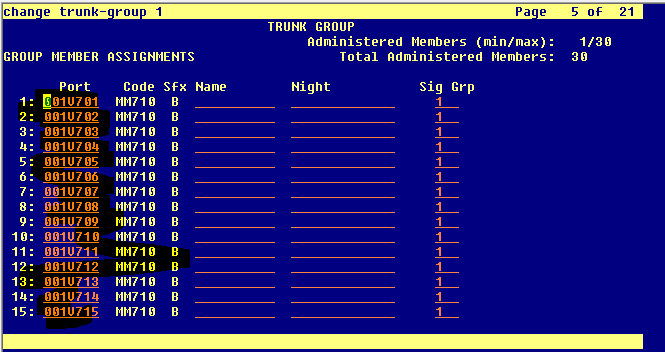 change trunk-group 1 Page 5 of 21
TRUNK GROUP
Administered Members (min/max): 1/30
GROUP MEMBER ASSIGNMENTS Total Administered Members: 30
Port Code Sfx Name Night Sig Grp
1: 001V701 MM710 B 1
2: 001V702 MM710 B 1
3: 001V703 MM710 B 1
4: 001V704 MM710 B 1
5: 001V705 MM710 B 1
6: 001V706 MM710 B 1
7: 001V707 MM710 B 1
8: 001V708 MM710 B 1
9: 001V709 MM710 B 1
10: 001V710 MM710 B 1
11: 001V711 MM710 B 1
12: 001V712 MM710 B 1
13: 001V713 MM710 B 1
14: 001V714 MM710 B 1
15: 001V715 MM710 B 1